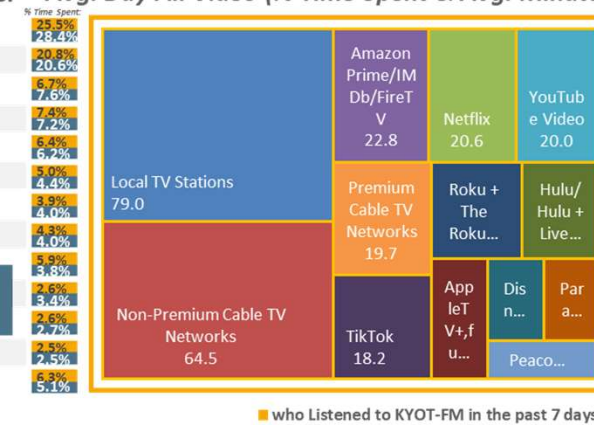 % Time Spent
25.5%
28.4%
20.8%
20.6%
6.7%
7.6%
7.4%
7.2%
6.4%
6.2%
5.0%
4.4%
3.9%
4.0%
4.3%
4.0%
5.9%
3.8%
2.6%
3.4%
2.6%
2.7%
2.5%
2.5%
6.3%
5.1%
Local TV Stations
79.0
Non-Premium Cable TV
Networks
64.5
Amazon
Prime/IM
Db/FireT
V
22.8
Netflix
20.6
YouTub
e Video
20.0
Premium
Cable TV
Networks
19.7
Roku +
The
Roku...
Hulu/
Hulu +
Live...
TikTok
18.2
App
leT
V+,f
u...
Dis
n...
Par
a...
Peaco...
who Listened to KYOT-FM in the past 7 days